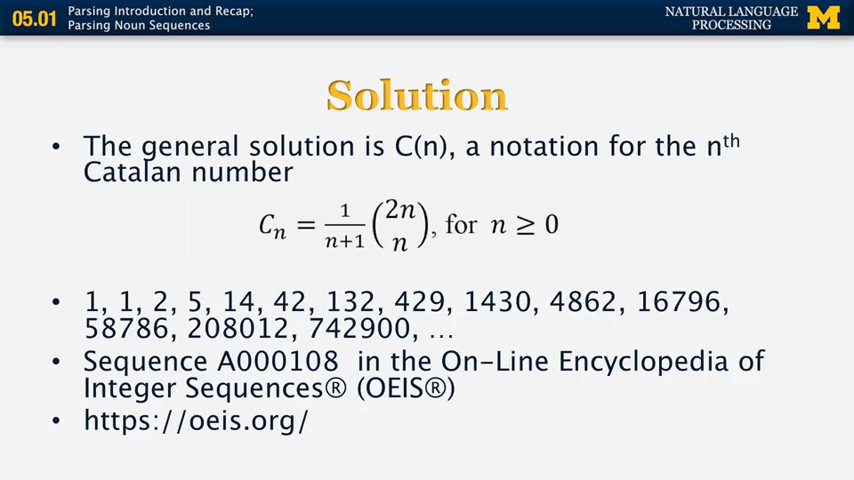 05.01
Parsing Introduction and Recap;
Parsing Noun Sequences
NATURAL LANGUAGE
PROCESSING
M
Solution
• The general solution is C(n), a notation for the nth
Catalan number
Cₙ = 1/(n+1) (2n n), for n ≥ 0
• 1, 1, 2, 5, 14, 42, 132, 429, 1430, 4862, 16796,
58786, 208012, 742900, …
• Sequence A000108 in the On-Line Encyclopedia of
Integer Sequences® (OEIS®)
• https://oeis.org/